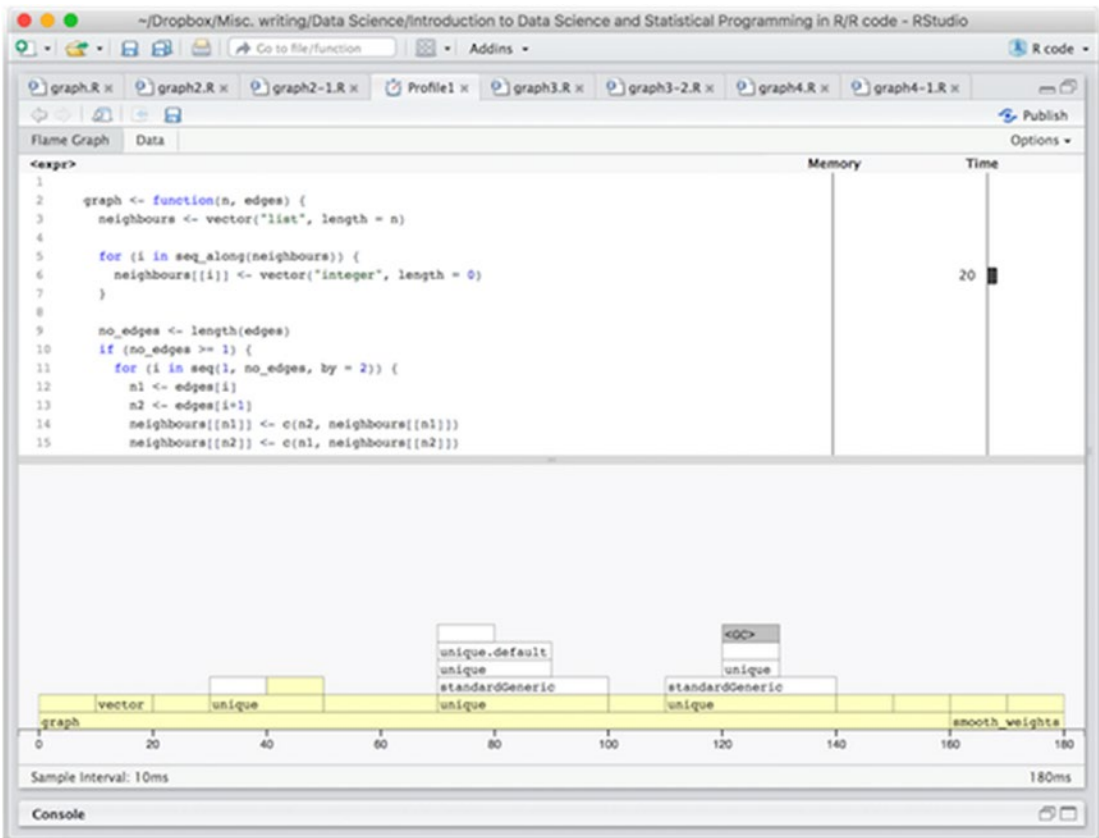 ~/Dropbox/Misc. writing/Data Science/Introduction to Data Science and Statistical Programming in R/R code - RStudio
Go to file/function Addins R code
graph.R graph2.R graph2-1.R Profile1 graph3.R graph3-2.R graph4.R graph4-1.R
Publish
Flame Graph Data Options
<expr> Memory Time
1
2 graph <- function(n, edges) {
3 neighbours <- vector("list", length = n)
4
5 for (i in seq_along(neighbours)) {
6 neighbours[[i]] <- vector("integer", length = 0) 20
7 }
8
9 no_edges <- length(edges)
10 if (no_edges >= 1) {
11 for (i in seq(1, no_edges, by = 2)) {
12 n1 <- edges[i]
13 n2 <- edges[i+1]
14 neighbours[[n1]] <- c(n2, neighbours[[n1]])
15 neighbours[[n2]] <- c(n1, neighbours[[n2]])
<GC>
unique.default
unique unique
standardGeneric standardGeneric
vector unique unique unique
graph smooth_weights
0 20 40 60 80 100 120 140 160 180
Sample Interval: 10ms 180ms
Console